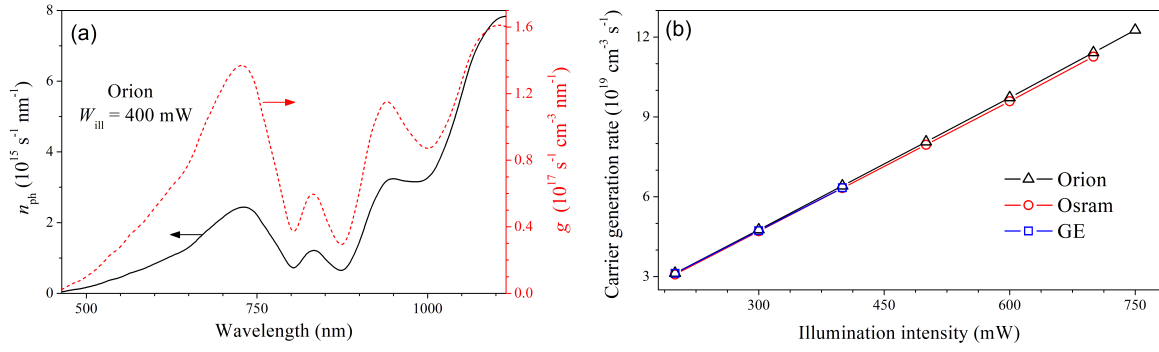 (a)
Orion
W_ill = 400 mW
n_ph (10^15 s^-1 nm^-1)
8
6
4
2
0
500
750
1000
Wavelength (nm)
1.6
1.2
0.8
0.4
0.0
g (10^17 s^-1 cm^-3 nm^-1)
(b)
Carrier generation rate (10^19 cm^-3 s^-1)
12
9
6
3
300
450
600
750
Illumination intensity (mW)
Orion
Osram
GE